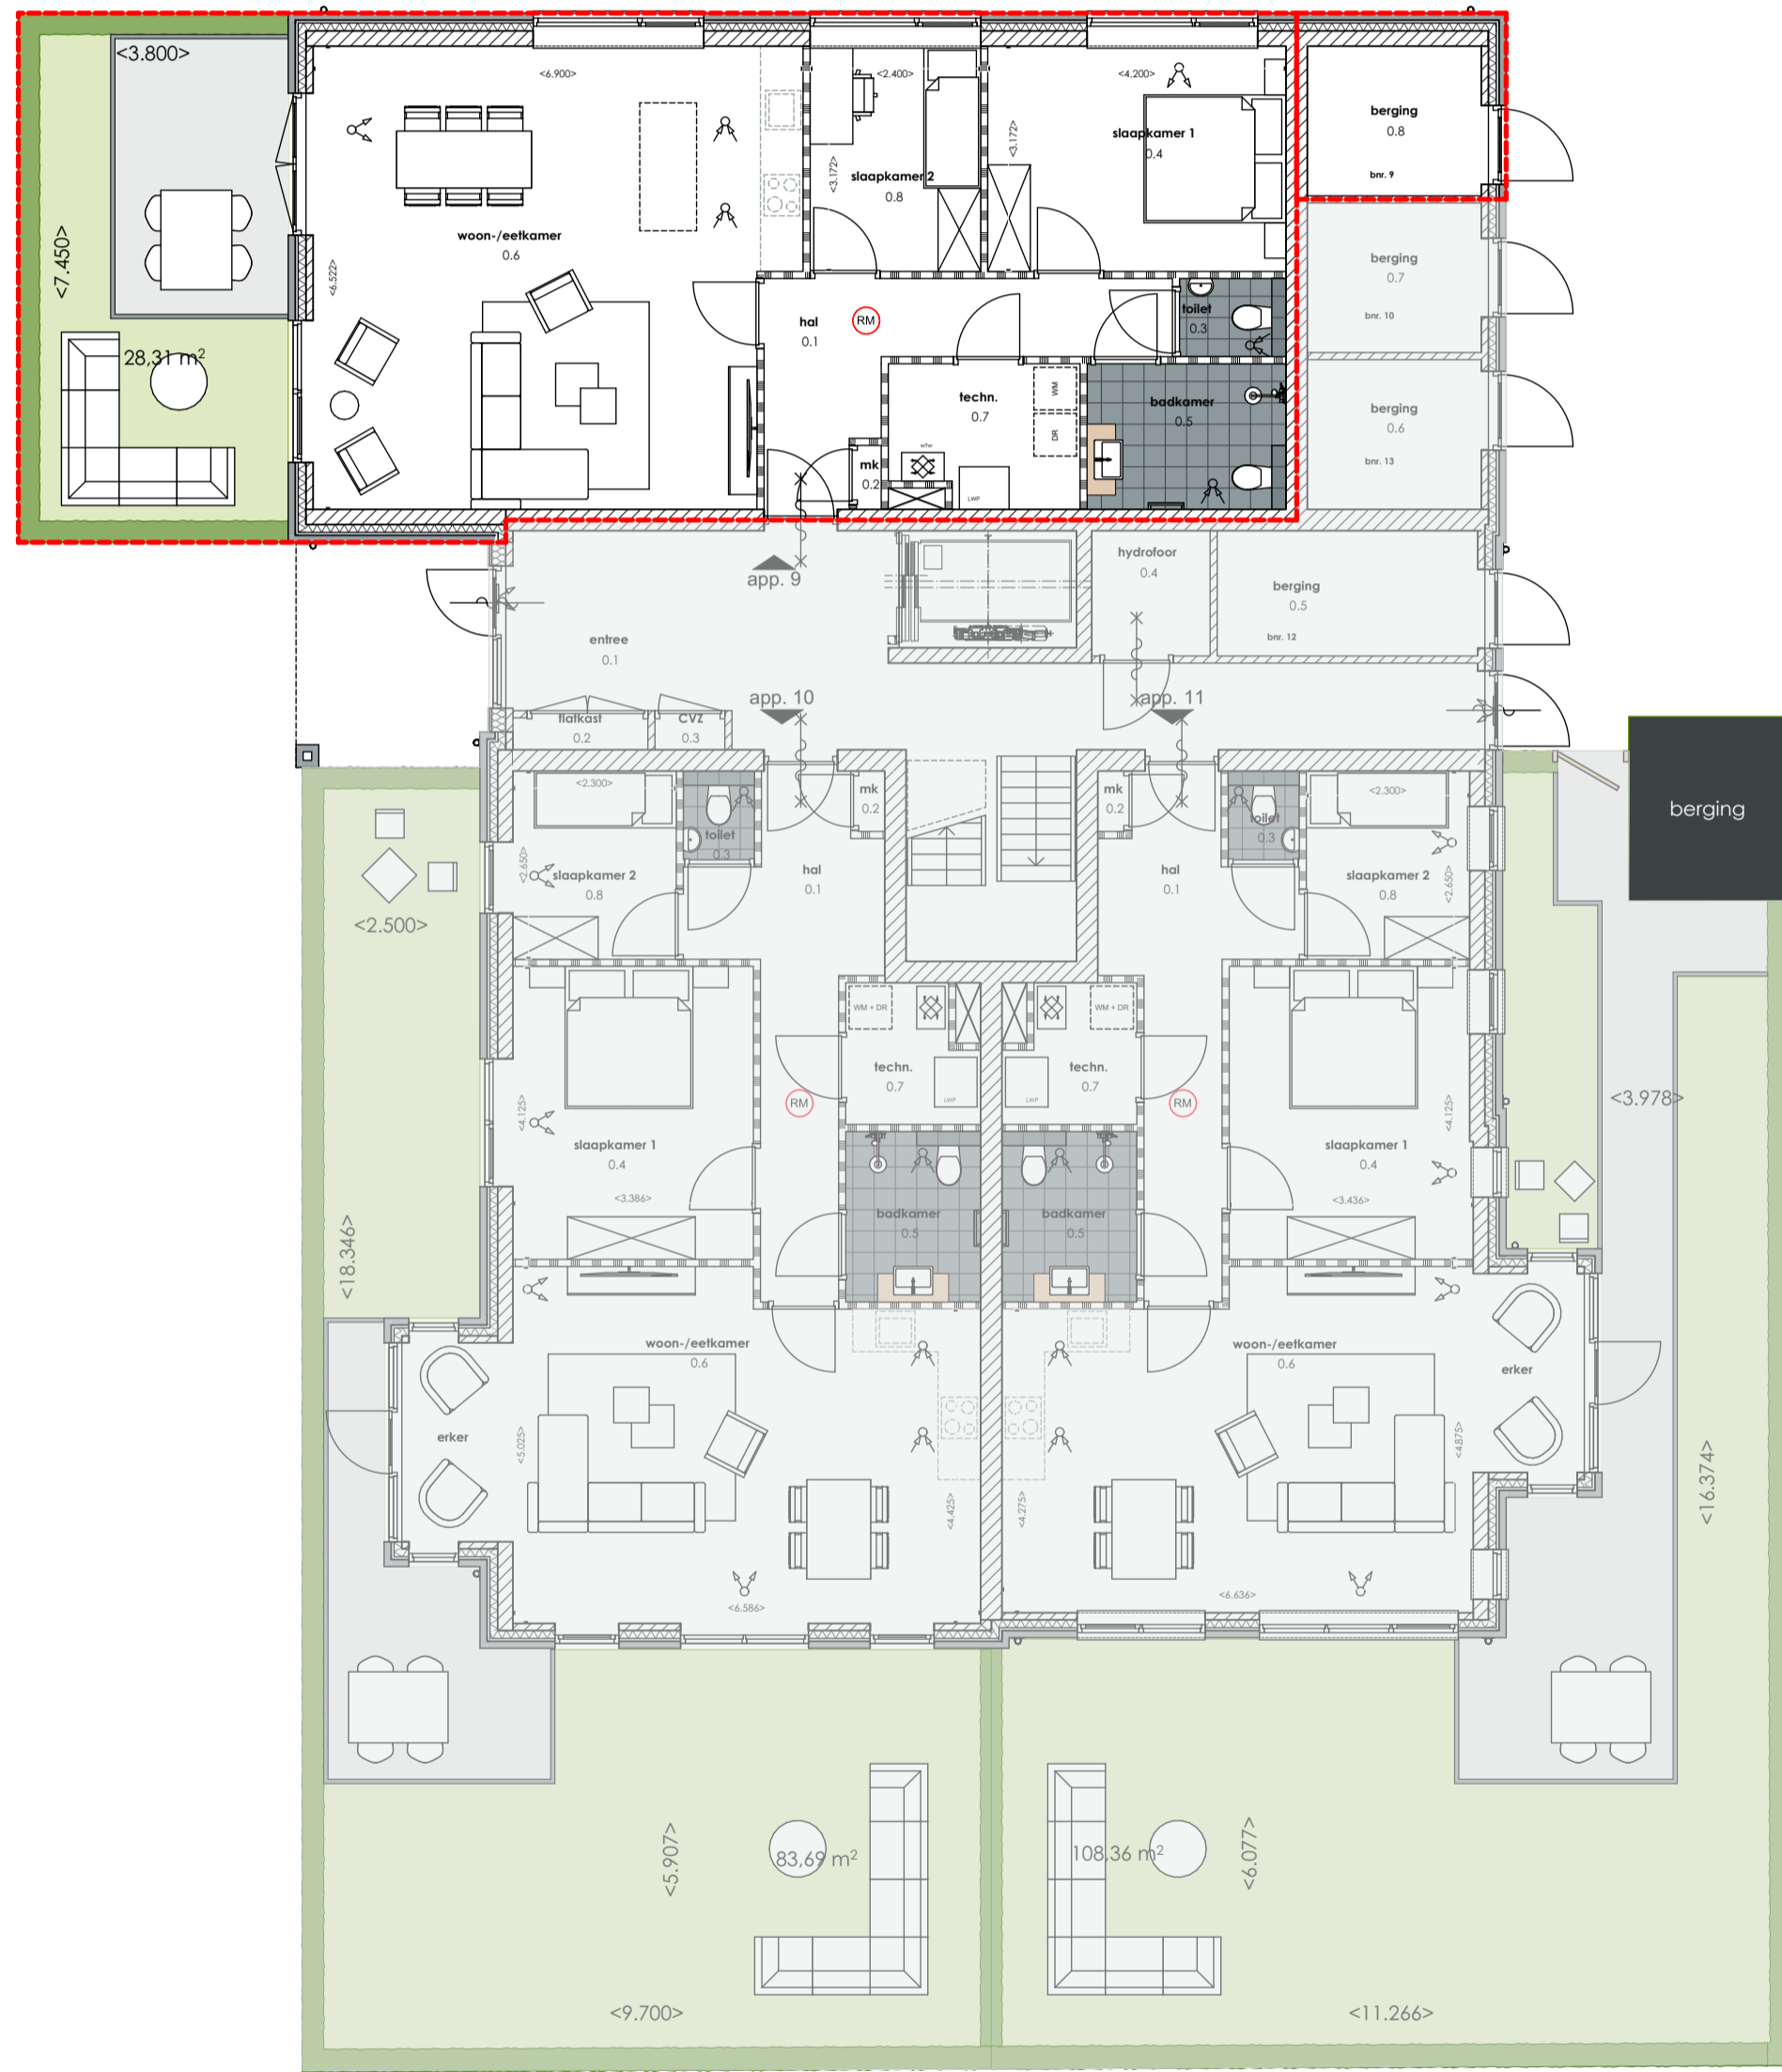 <3.800>
<6.900>
<2.400>
<4.200>
berging
0.8
bnr. 9
slaapkamer 1
0.4
<3.172>
<3.172>
slaapkamer 2
0.8
woon-/eetkamer
0.6
<7.450>
<6.522>
berging
0.7
bnr. 10
hal
0.1
RM
toilet
0.3
28,31 m²
techn.
0.7
WM
DR
wtw
LWP
badkamer
0.5
mk
0.2
berging
0.6
bnr. 13
app. 9
hydrofoor
0.4
berging
0.5
bnr. 12
entree
0.1
app. 10
app. 11
flatkast
0.2
CVZ
0.3
berging
<2.300>
toilet
0.3
mk
0.2
mk
0.2
toilet
0.3
<2.300>
<2.650>
slaapkamer 2
0.8
hal
0.1
hal
0.1
slaapkamer 2
0.8
<2.650>
<2.500>
WM + DR
WM + DR
techn.
0.7
LWP
techn.
0.7
LWP
RM
RM
<4.125>
<4.125>
<3.978>
slaapkamer 1
0.4
<3.386>
slaapkamer 1
0.4
<3.436>
badkamer
0.5
badkamer
0.5
<18.346>
woon-/eetkamer
0.6
woon-/eetkamer
0.6
erker
erker
<5.025>
<4.875>
<4.425>
<4.275>
<16.374>
<6.586>
<6.636>
<5.907>
83,69 m²
108,36 m²
<6.077>
<9.700>
<11.266>